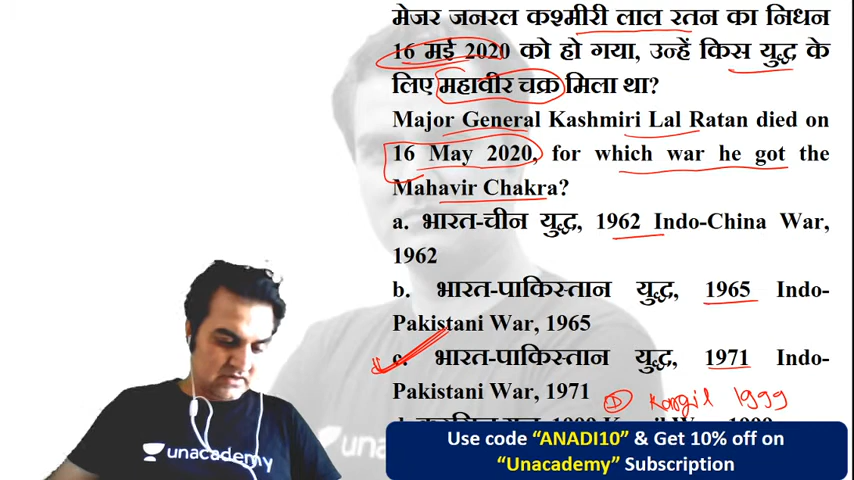 मेजर जनरल कश्मीरी लाल रतन का निधन
16 मई 2020 को हो गया, उन्हें किस युद्ध के
लिए महावीर चक्र मिला था?
Major General Kashmiri Lal Ratan died on
16 May 2020, for which war he got the
Mahavir Chakra?
a. भारत-चीन युद्ध, 1962 Indo-China War,
1962
b. भारत-पाकिस्तान युद्ध, 1965 Indo-
Pakistani War, 1965
c. भारत-पाकिस्तान युद्ध, 1971 Indo-
Pakistani War, 1971
D Kargil 1999
Use code “ANADI10” & Get 10% off on
“Unacademy” Subscription
unacademy
una